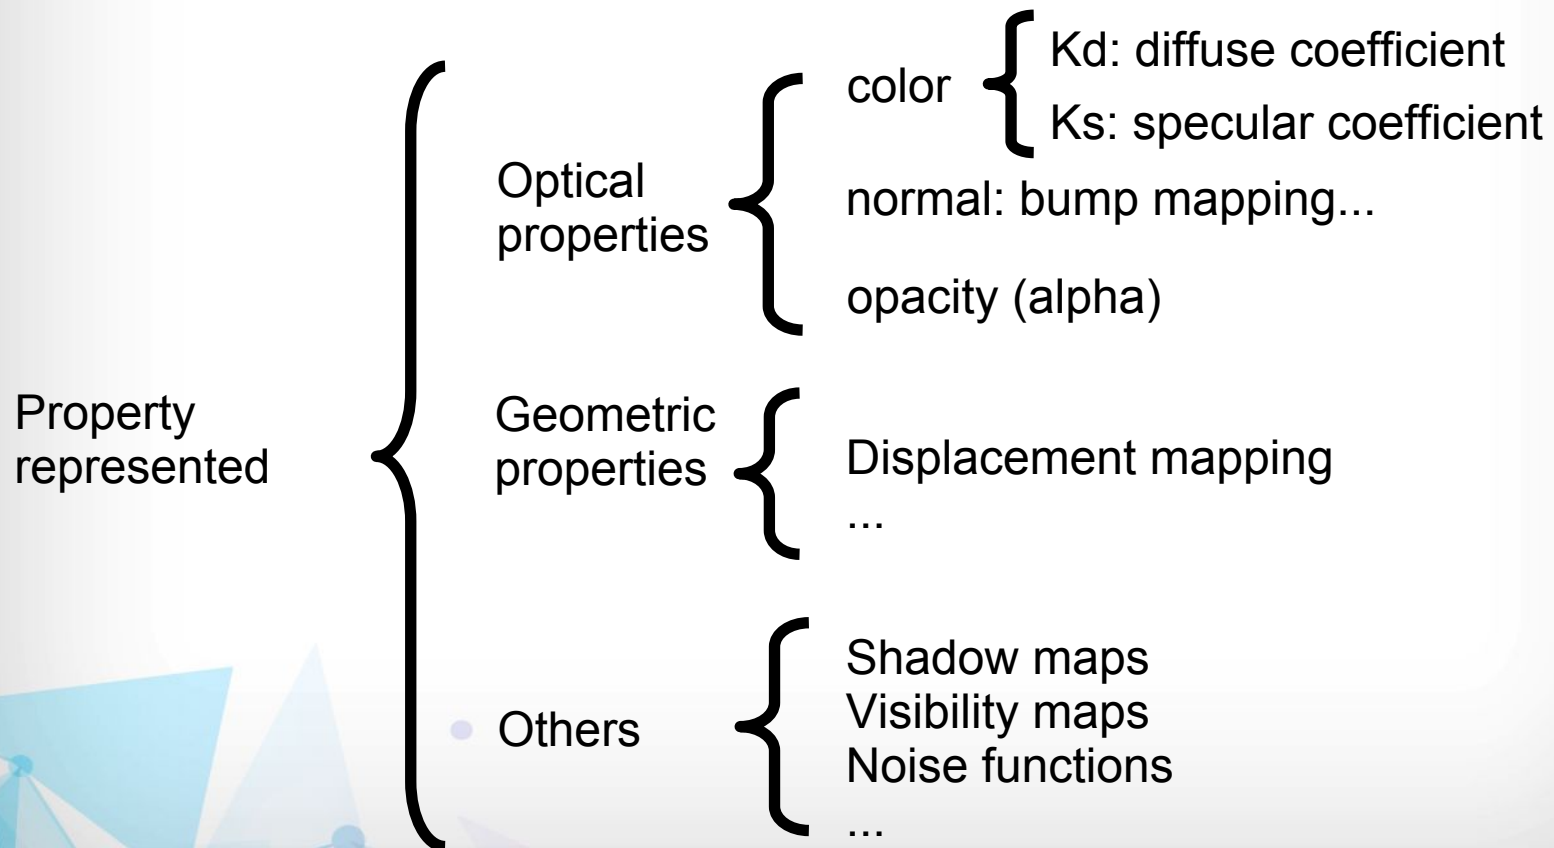 Property
represented
Optical
properties
color
Kd: diffuse coefficient
Ks: specular coefficient
normal: bump mapping...
opacity (alpha)
Geometric
properties
Displacement mapping
...
• Others
Shadow maps
Visibility maps
Noise functions
...